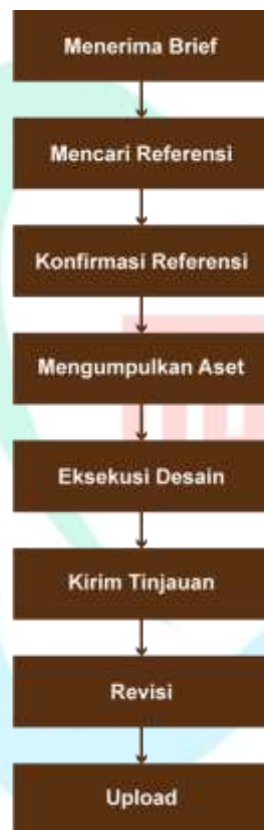 Menerima Brief
Mencari Referensi
Konfirmasi Referensi
Mengumpulkan Aset
Eksekusi Desain
Kirim Tinjauan
Revisi
Upload